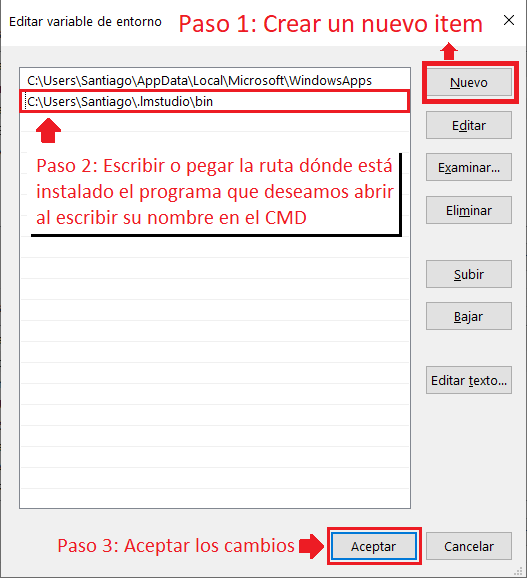 Editar variable de entorno
Paso 1: Crear un nuevo item
C:\Users\Santiago\AppData\Local\Microsoft\WindowsApps
C:\Users\Santiago\.lmstudio\bin
Nuevo
Editar
Examinar...
Eliminar
Subir
Bajar
Editar texto...
Paso 2: Escribir o pegar la ruta dónde está
instalado el programa que deseamos abrir
al escribir su nombre en el CMD
Paso 3: Aceptar los cambios
Aceptar
Cancelar